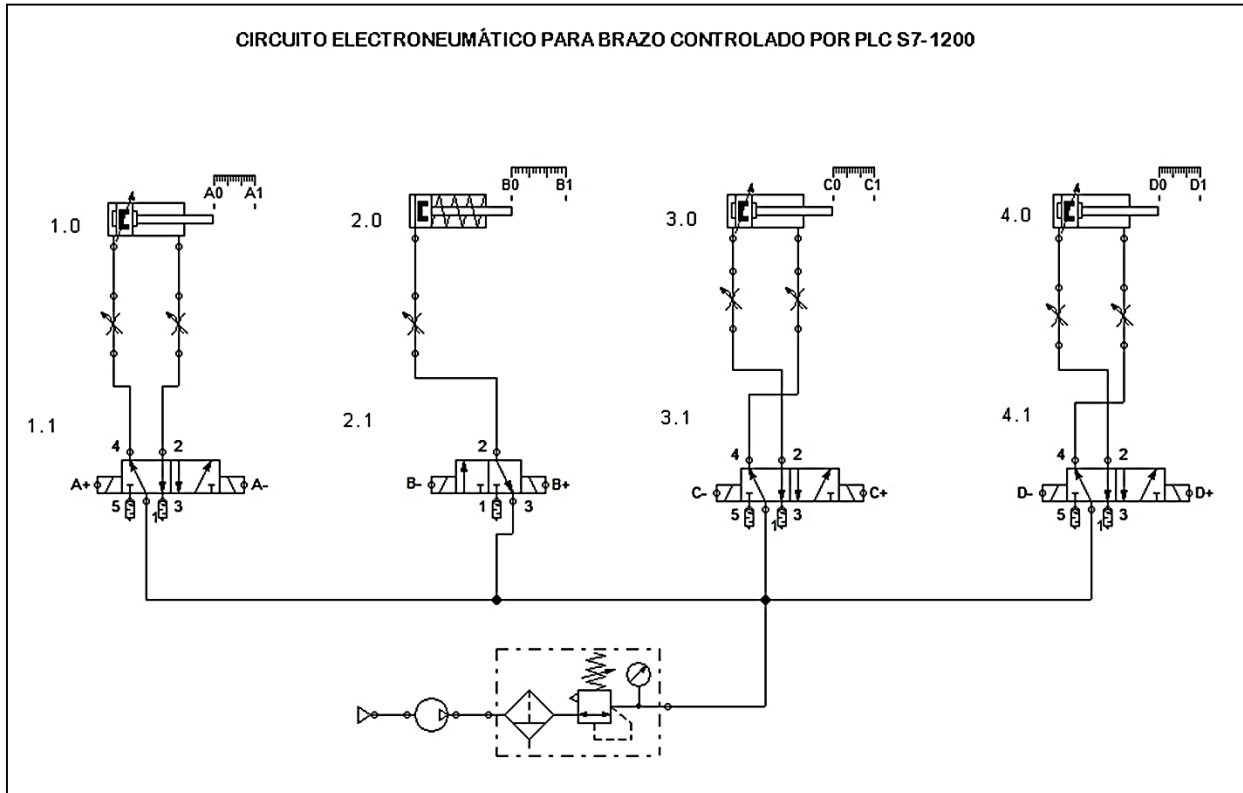 CIRCUITO ELECTRONEUMÁTICO PARA BRAZO CONTROLADO POR PLC S7-1200
A0 A1
B0 B1
C0 C1
D0 D1
1.0
2.0
3.0
4.0
1.1
2.1
3.1
4.1
4 2
2
4 2
4 2
A+ A-
B- B+
C- C+
D- D+
5 1 3
1 3
5 1 3
5 1 3